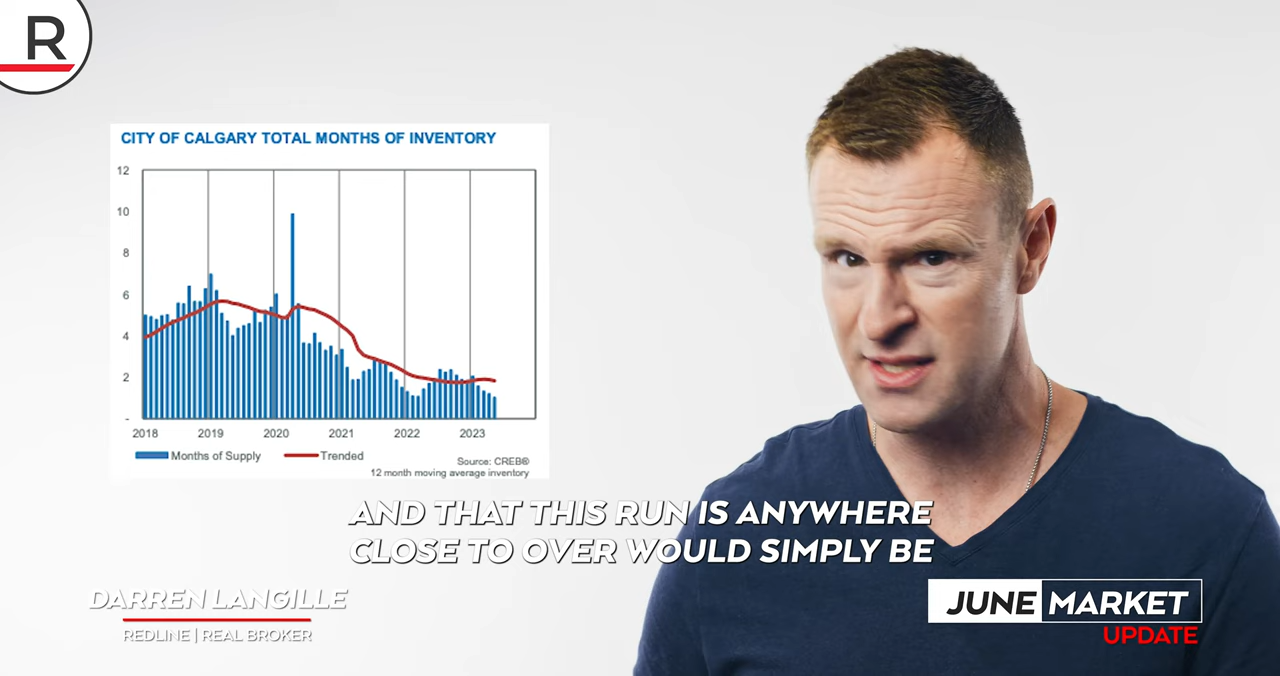 R
CITY OF CALGARY TOTAL MONTHS OF INVENTORY
12
10
8
6
4
2
-
2018 2019 2020 2021 2022 2023
Months of Supply Trended
Source: CREB®
12 month moving average inventory
AND THAT THIS RUN IS ANYWHERE
CLOSE TO OVER WOULD SIMPLY BE
DARREN LANGILLE
REDLINE | REAL BROKER
JUNE MARKET
UPDATE